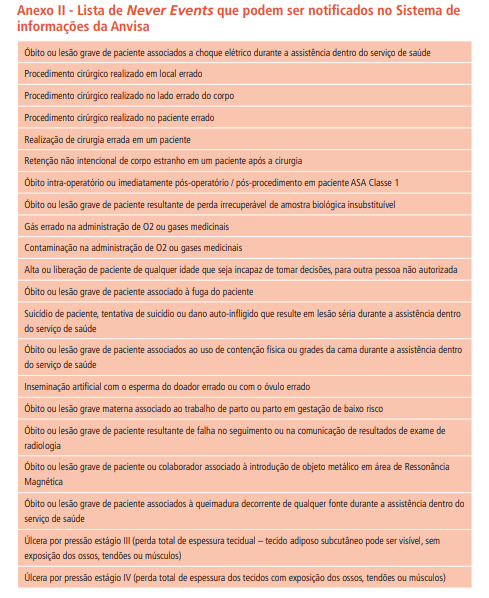 Anexo II - Lista de Never Events que podem ser notificados no Sistema de
informações da Anvisa
Óbito ou lesão grave de paciente associados a choque elétrico durante a assistência dentro do serviço de saúde
Procedimento cirúrgico realizado em local errado
Procedimento cirúrgico realizado no lado errado do corpo
Procedimento cirúrgico realizado no paciente errado
Realização de cirurgia errada em um paciente
Retenção não intencional de corpo estranho em um paciente após a cirurgia
Óbito intra-operatório ou imediatamente pós-operatório / pós-procedimento em paciente ASA Classe 1
Óbito ou lesão grave de paciente resultante de perda irrecuperável de amostra biológica insubstituível
Gás errado na administração de O2 ou gases medicinais
Contaminação na administração de O2 ou gases medicinais
Alta ou liberação de paciente de qualquer idade que seja incapaz de tomar decisões, para outra pessoa não autorizada
Óbito ou lesão grave de paciente associado à fuga do paciente
Suicídio de paciente, tentativa de suicídio ou dano auto-infligido que resulte em lesão séria durante a assistência dentro
do serviço de saúde
Óbito ou lesão grave de paciente associados ao uso de contenção física ou grades da cama durante a assistência dentro
do serviço de saúde
Inseminação artificial com o esperma do doador errado ou com o óvulo errado
Óbito ou lesão grave materna associado ao trabalho de parto ou parto em gestação de baixo risco
Óbito ou lesão grave de paciente resultante de falha no seguimento ou na comunicação de resultados de exame de
radiologia
Óbito ou lesão grave de paciente ou colaborador associado à introdução de objeto metálico em área de Ressonância
Magnética
Óbito ou lesão grave de paciente associados à queimadura decorrente de qualquer fonte durante a assistência dentro do
serviço de saúde
Úlcera por pressão estágio III (perda total de espessura tecidual – tecido adiposo subcutâneo pode ser visível, sem
exposição dos ossos, tendões ou músculos)
Úlcera por pressão estágio IV (perda total de espessura dos tecidos com exposição dos ossos, tendões ou músculos)